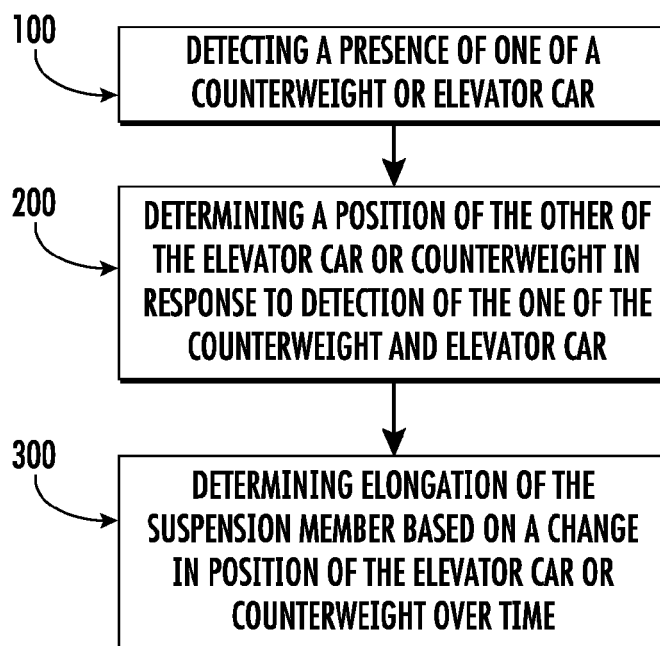 100
DETECTING A PRESENCE OF ONE OF A
COUNTERWEIGHT OR ELEVATOR CAR
200
DETERMINING A POSITION OF THE OTHER OF
THE ELEVATOR CAR OR COUNTERWEIGHT IN
RESPONSE TO DETECTION OF THE ONE OF THE
COUNTERWEIGHT AND ELEVATOR CAR
300
DETERMINING ELONGATION OF THE
SUSPENSION MEMBER BASED ON A CHANGE
IN POSITION OF THE ELEVATOR CAR OR
COUNTERWEIGHT OVER TIME